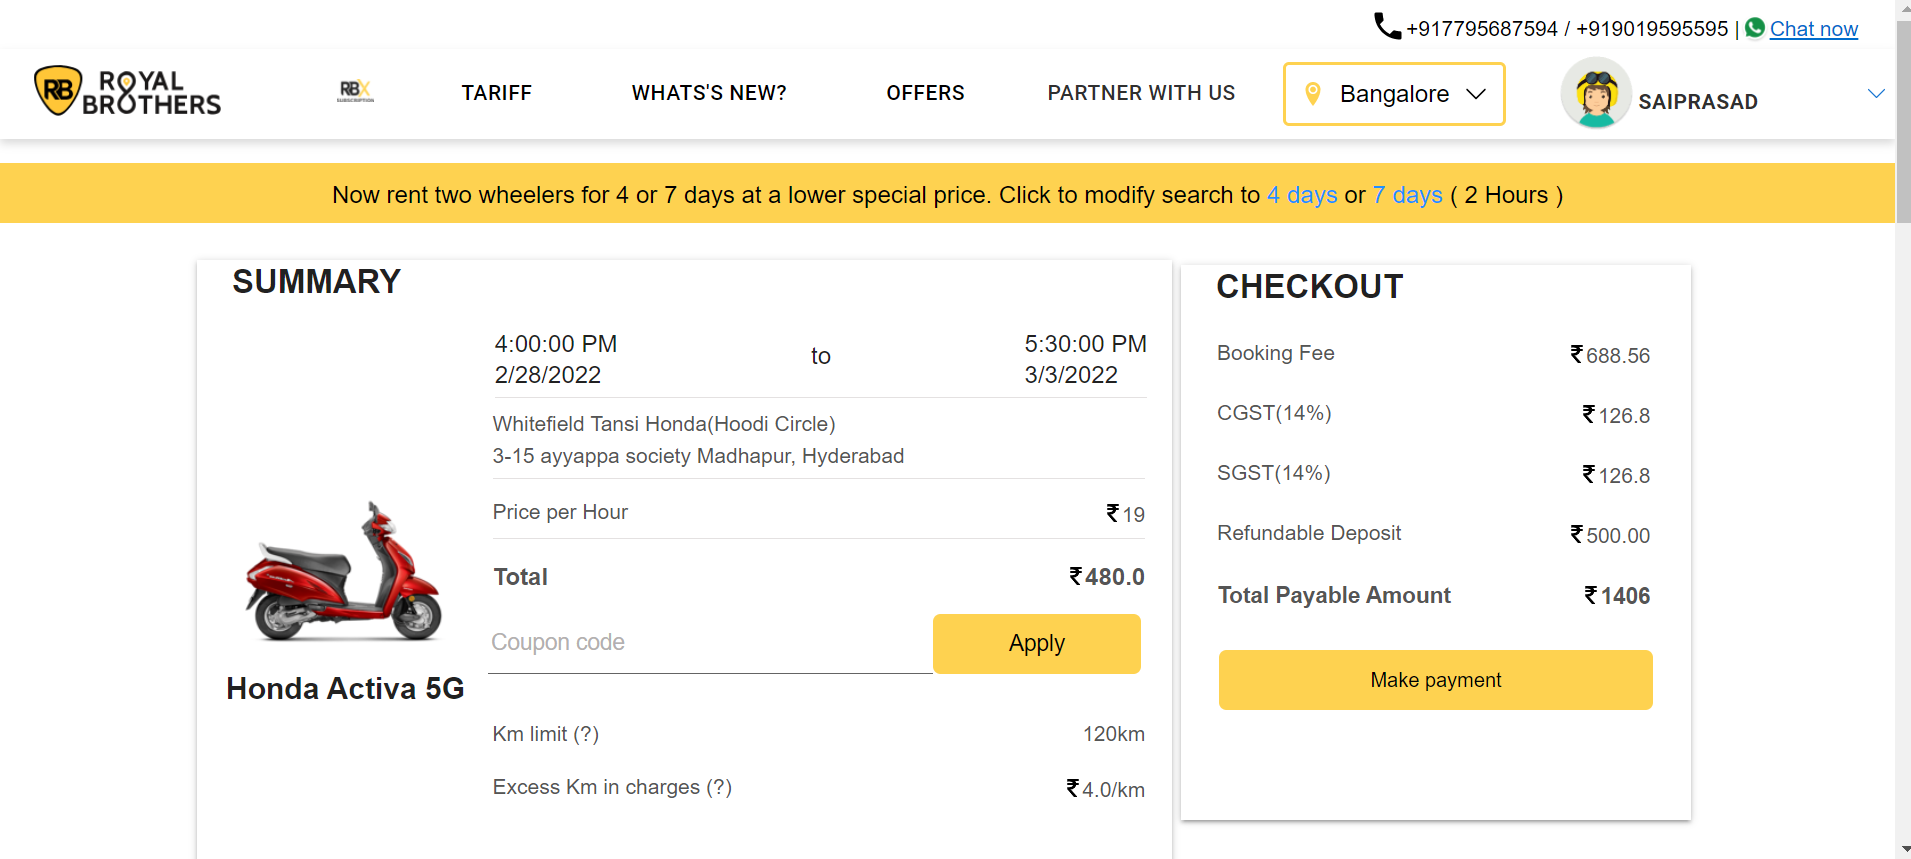 +917795687594 / +919019595595 | Chat now
RB ROYAL BROTHERS
RBX
SUBSCRIPTION
TARIFF
WHATS'S NEW?
OFFERS
PARTNER WITH US
Bangalore
SAIPRASAD
Now rent two wheelers for 4 or 7 days at a lower special price. Click to modify search to 4 days or 7 days ( 2 Hours )
SUMMARY
4:00:00 PM
2/28/2022
to
5:30:00 PM
3/3/2022
Whitefield Tansi Honda(Hoodi Circle)
3-15 ayyappa society Madhapur, Hyderabad
Price per Hour ₹19
Total ₹480.0
Coupon code
Apply
Honda Activa 5G
Km limit (?) 120km
Excess Km in charges (?) ₹4.0/km
CHECKOUT
Booking Fee ₹688.56
CGST(14%) ₹126.8
SGST(14%) ₹126.8
Refundable Deposit ₹500.00
Total Payable Amount ₹1406
Make payment